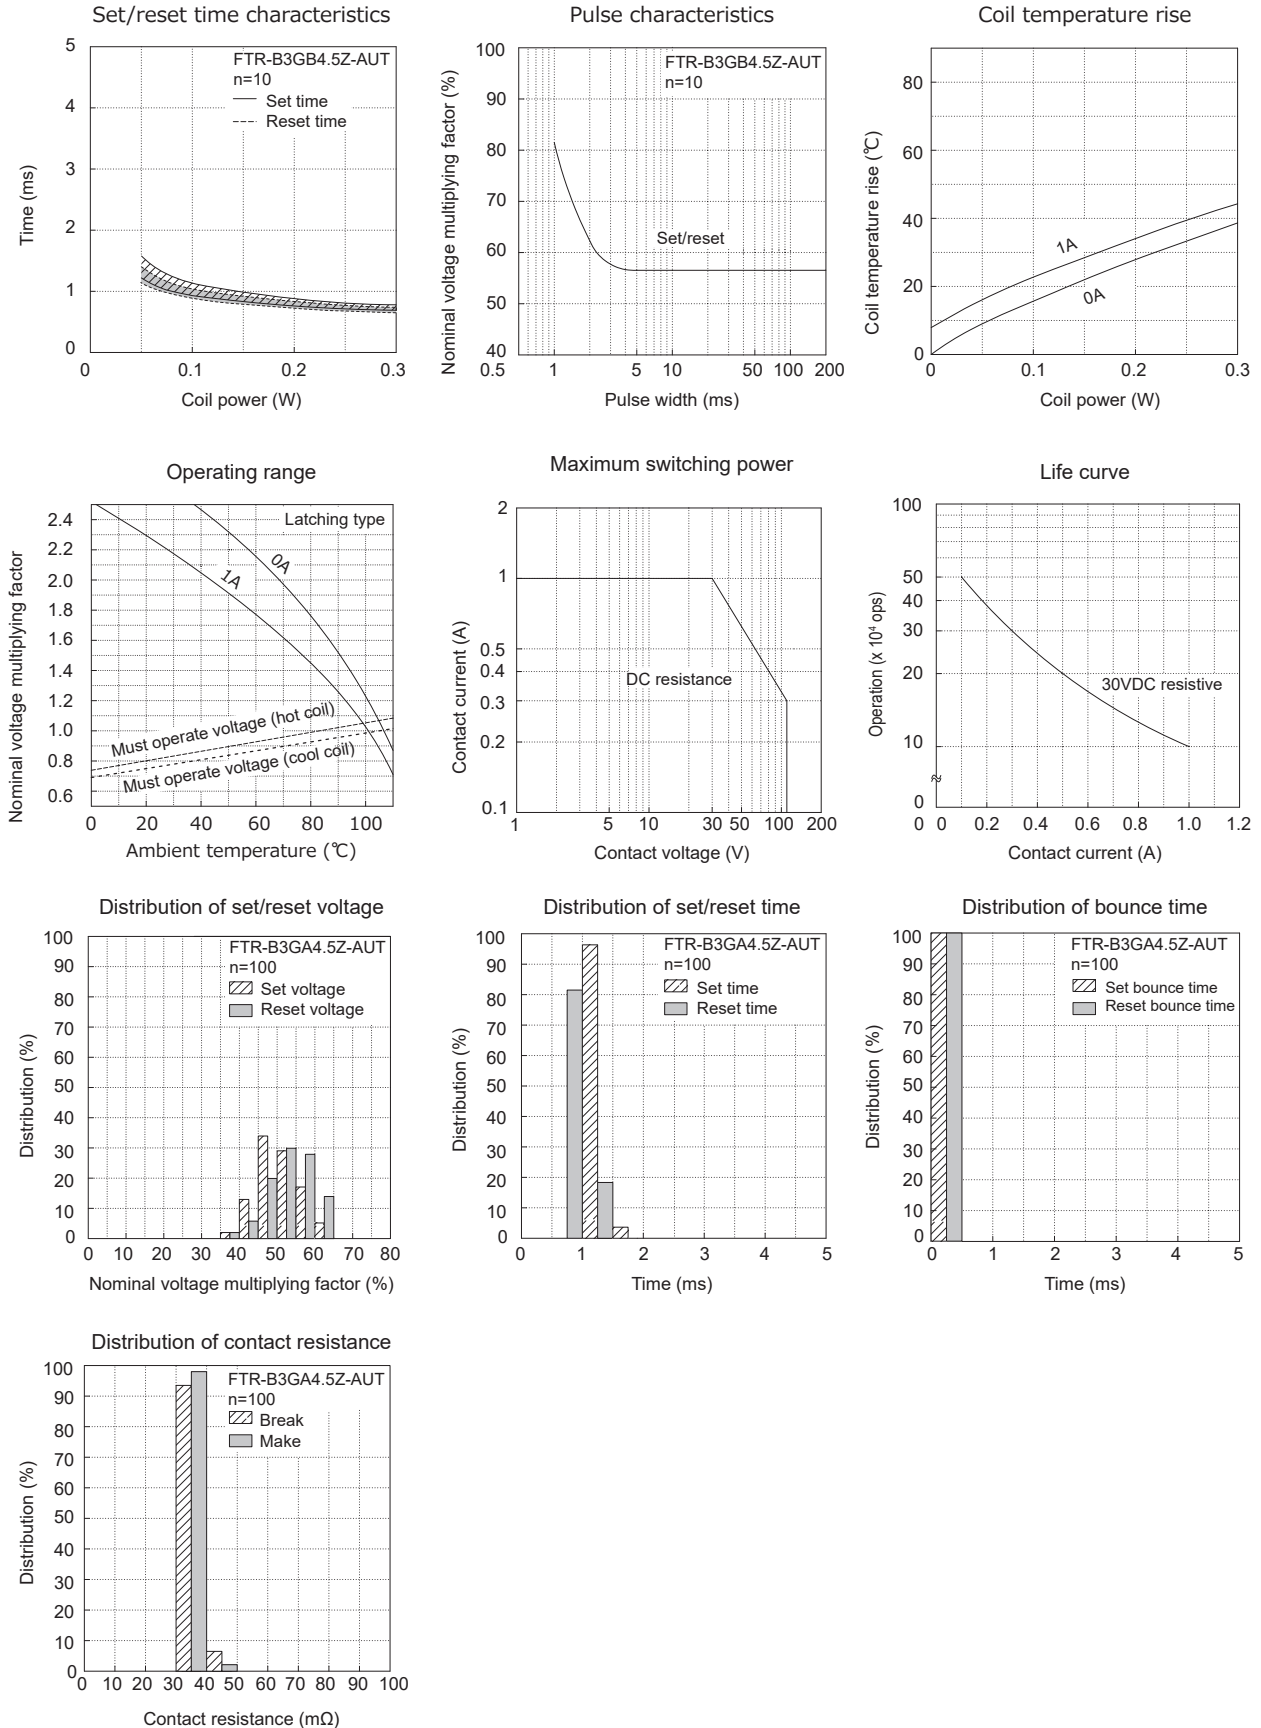 Set/reset time characteristics
5
4
3
2
1
0
Time (ms)
FTR-B3GB4.5Z-AUT
n=10
Set time
Reset time
0 0.1 0.2 0.3
Coil power (W)
Pulse characteristics
100
90
80
70
60
50
40
Nominal voltage multiplying factor (%)
FTR-B3GB4.5Z-AUT
n=10
Set/reset
0.5 1 5 10 50 100 200
Pulse width (ms)
Coil temperature rise
80
60
40
20
0
Coil temperature rise (℃)
1A
0A
0 0.1 0.2 0.3
Coil power (W)
Operating range
2.4
2.2
2.0
1.8
1.6
1.4
1.2
1.0
0.8
0.6
Nominal voltage multiplying factor
Latching type
0A
1A
Must operate voltage (hot coil)
Must operate voltage (cool coil)
0 20 40 60 80 100
Ambient temperature (℃)
Maximum switching power
2
1
0.5
0.4
0.3
0.2
0.1
Contact current (A)
DC resistance
1 5 10 30 50 100 200
Contact voltage (V)
Life curve
100
50
40
30
20
10
0
Operation (x 10⁴ ops)
≈
30VDC resistive
0 0.2 0.4 0.6 0.8 1.0 1.2
Contact current (A)
Distribution of set/reset voltage
100
90
80
70
60
50
40
30
20
10
0
Distribution (%)
FTR-B3GA4.5Z-AUT
n=100
Set voltage
Reset voltage
0 10 20 30 40 50 60 70 80
Nominal voltage multiplying factor (%)
Distribution of set/reset time
100
90
80
70
60
50
40
30
20
10
0
Distribution (%)
FTR-B3GA4.5Z-AUT
n=100
Set time
Reset time
0 1 2 3 4 5
Time (ms)
Distribution of bounce time
100
90
80
70
60
50
40
30
20
10
0
Distribution (%)
FTR-B3GA4.5Z-AUT
n=100
Set bounce time
Reset bounce time
0 1 2 3 4 5
Time (ms)
Distribution of contact resistance
100
90
80
70
60
50
40
30
20
10
0
Distribution (%)
FTR-B3GA4.5Z-AUT
n=100
Break
Make
0 10 20 30 40 50 60 70 80 90 100
Contact resistance (mΩ)